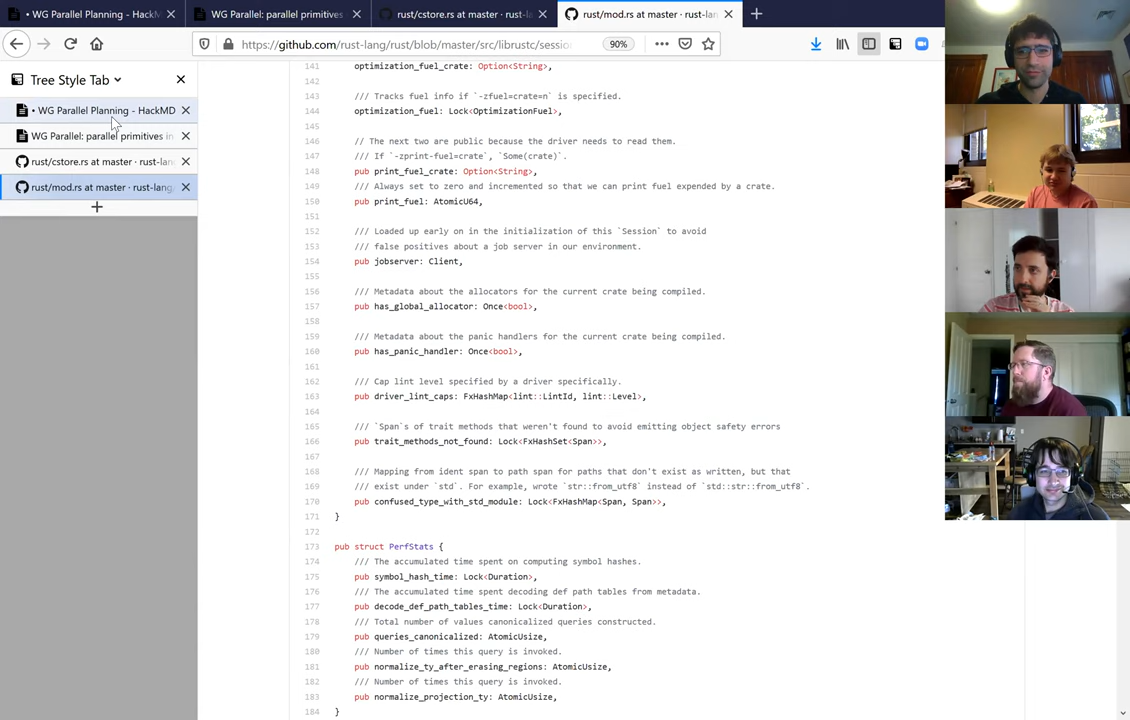 • WG Parallel Planning - HackM
WG Parallel: parallel primitives
rust/cstore.rs at master · rust-la
rust/mod.rs at master · rust-lan
https://github.com/rust-lang/rust/blob/master/src/librustc/sessio
90%
Tree Style Tab
• WG Parallel Planning - HackMD
WG Parallel: parallel primitives in
rust/cstore.rs at master · rust-lan
rust/mod.rs at master · rust-lang
141 optimization_fuel_crate: Option<String>,
142
143 /// Tracks fuel info if `-zfuel=crate=n` is specified.
144 optimization_fuel: Lock<OptimizationFuel>,
145
146 // The next two are public because the driver needs to read them.
147 /// If `-zprint-fuel=crate`, `Some(crate)`.
148 pub print_fuel_crate: Option<String>,
149 /// Always set to zero and incremented so that we can print fuel expended by a crate.
150 pub print_fuel: AtomicU64,
151
152 /// Loaded up early on in the initialization of this `Session` to avoid
153 /// false positives about a job server in our environment.
154 pub jobserver: Client,
155
156 /// Metadata about the allocators for the current crate being compiled.
157 pub has_global_allocator: Once<bool>,
158
159 /// Metadata about the panic handlers for the current crate being compiled.
160 pub has_panic_handler: Once<bool>,
161
162 /// Cap lint level specified by a driver specifically.
163 pub driver_lint_caps: FxHashMap<lint::LintId, lint::Level>,
164
165 /// `Span`s of trait methods that weren't found to avoid emitting object safety errors
166 pub trait_methods_not_found: Lock<FxHashSet<Span>>,
167
168 /// Mapping from ident span to path span for paths that don't exist as written, but that
169 /// exist under `std`. For example, wrote `str::from_utf8` instead of `std::str::from_utf8`.
170 pub confused_type_with_std_module: Lock<FxHashMap<Span, Span>>,
171 }
172
173 pub struct PerfStats {
174 /// The accumulated time spent on computing symbol hashes.
175 pub symbol_hash_time: Lock<Duration>,
176 /// The accumulated time spent decoding def path tables from metadata.
177 pub decode_def_path_tables_time: Lock<Duration>,
178 /// Total number of values canonicalized queries constructed.
179 pub queries_canonicalized: AtomicUsize,
180 /// Number of times this query is invoked.
181 pub normalize_ty_after_erasing_regions: AtomicUsize,
182 /// Number of times this query is invoked.
183 pub normalize_projection_ty: AtomicUsize,
184 }